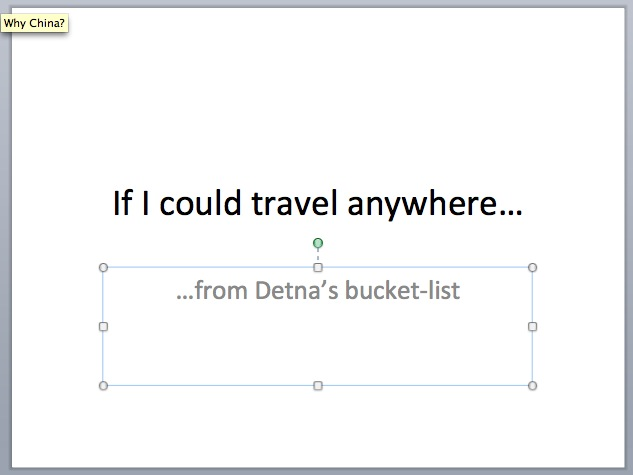 Why China?
If I could travel anywhere…
…from Detna’s bucket-list